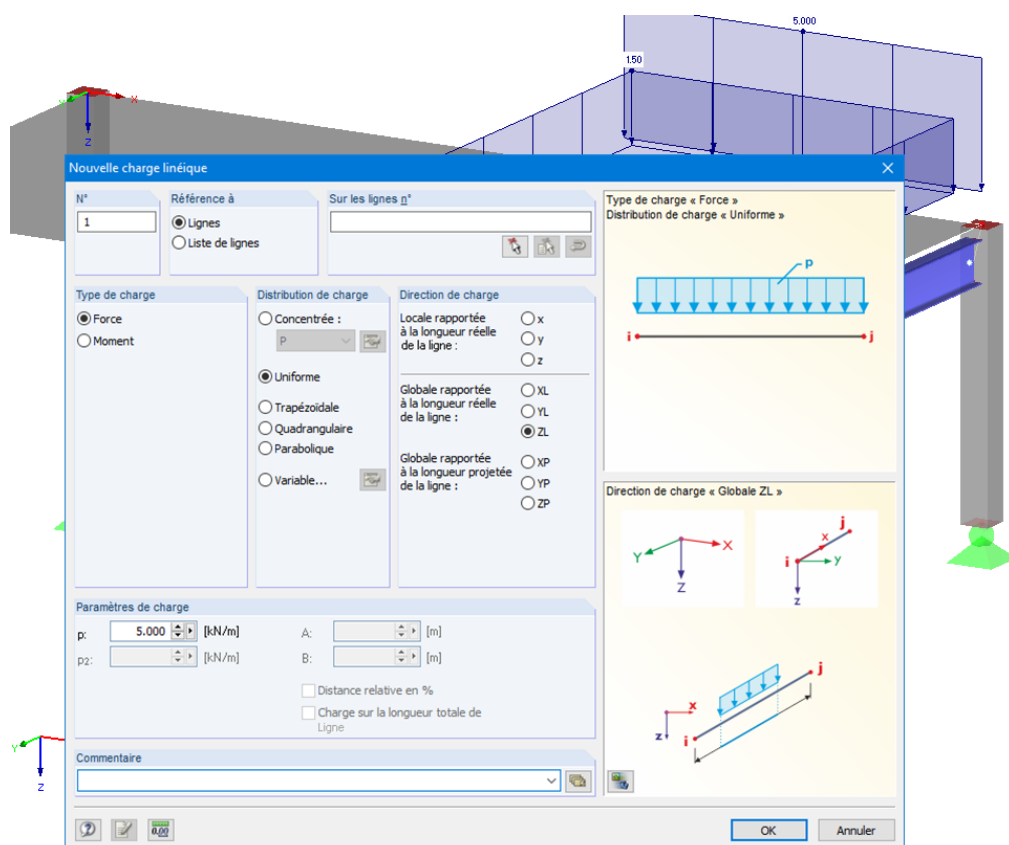 5.000
1.50
X
Y
Z
Nouvelle charge linéique
N°
1
Référence à
Lignes
Liste de lignes
Sur les lignes n°
Type de charge
Force
Moment
Distribution de charge
Concentrée :
P
Uniforme
Trapézoïdale
Quadrangulaire
Parabolique
Variable...
Direction de charge
Locale rapportée
à la longueur réelle
de la ligne :
x
y
z
Globale rapportée
à la longueur réelle
de la ligne :
XL
YL
ZL
Globale rapportée
à la longueur projetée
de la ligne :
XP
YP
ZP
Paramètres de charge
p: 5.000 [kN/m]
p2: [kN/m]
A: [m]
B: [m]
Distance relative en %
Charge sur la longueur totale de
Ligne
Commentaire
0.00
OK
Annuler
Type de charge « Force »
Distribution de charge « Uniforme »
p
i
j
Direction de charge « Globale ZL »
Y
X
Z
j
x
i
y
z
j
x
z
i
Y
Z